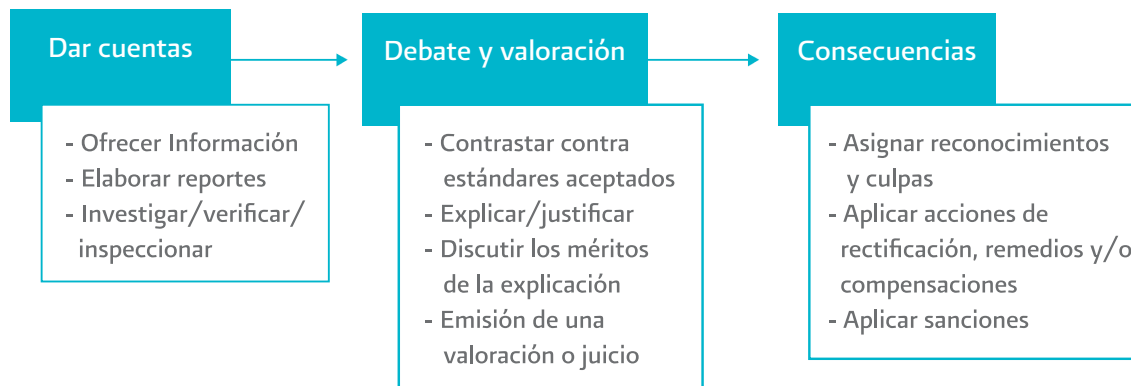 Dar cuentas
- Ofrecer Información
- Elaborar reportes
- Investigar/verificar/
inspeccionar
Debate y valoración
- Contrastar contra
estándares aceptados
- Explicar/justificar
- Discutir los méritos
de la explicación
- Emisión de una
valoración o juicio
Consecuencias
- Asignar reconocimientos
y culpas
- Aplicar acciones de
rectificación, remedios y/o
compensaciones
- Aplicar sanciones